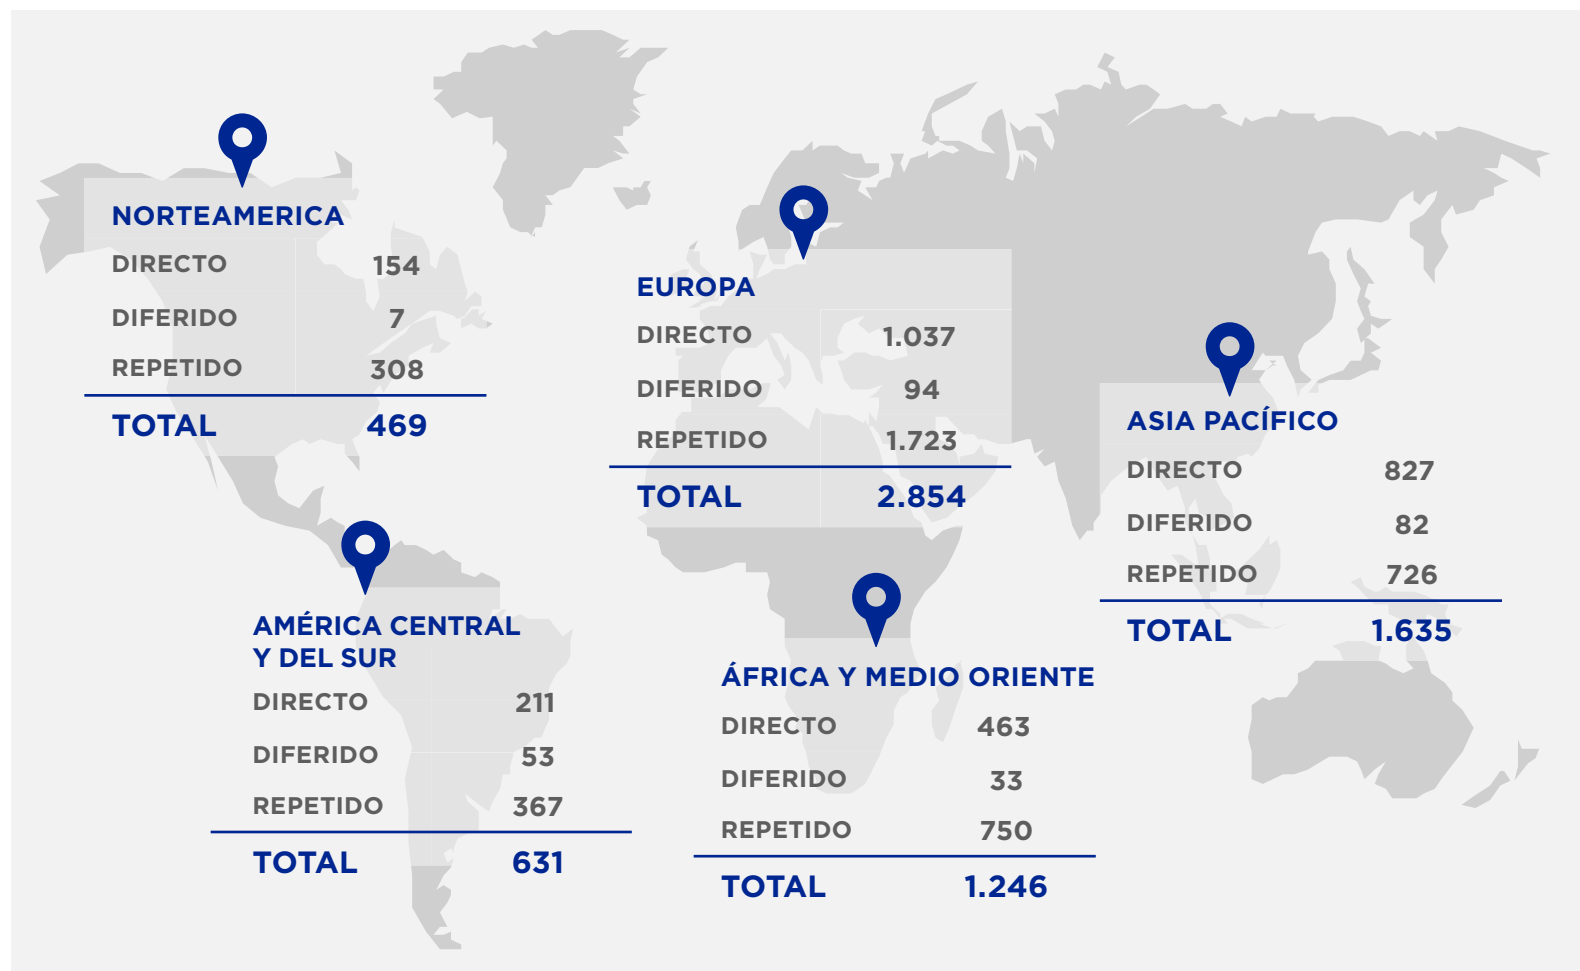 NORTEAMERICA
DIRECTO 154
DIFERIDO 7
REPETIDO 308
TOTAL 469
EUROPA
DIRECTO 1.037
DIFERIDO 94
REPETIDO 1.723
TOTAL 2.854
ASIA PACÍFICO
DIRECTO 827
DIFERIDO 82
REPETIDO 726
TOTAL 1.635
AMÉRICA CENTRAL
Y DEL SUR
DIRECTO 211
DIFERIDO 53
REPETIDO 367
TOTAL 631
ÁFRICA Y MEDIO ORIENTE
DIRECTO 463
DIFERIDO 33
REPETIDO 750
TOTAL 1.246